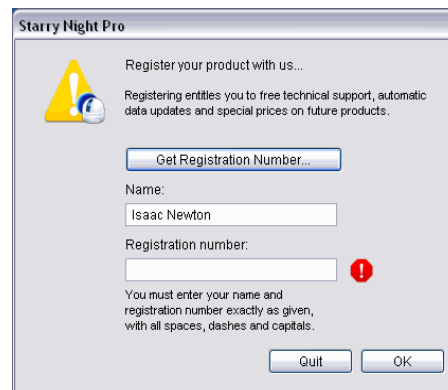 Starry Night Pro
Register your product with us...
Registering entitles you to free technical support, automatic
data updates and special prices on future products.
Get Registration Number...
Name:
Isaac Newton
Registration number:
You must enter your name and
registration number exactly as given,
with all spaces, dashes and capitals.
Quit
OK